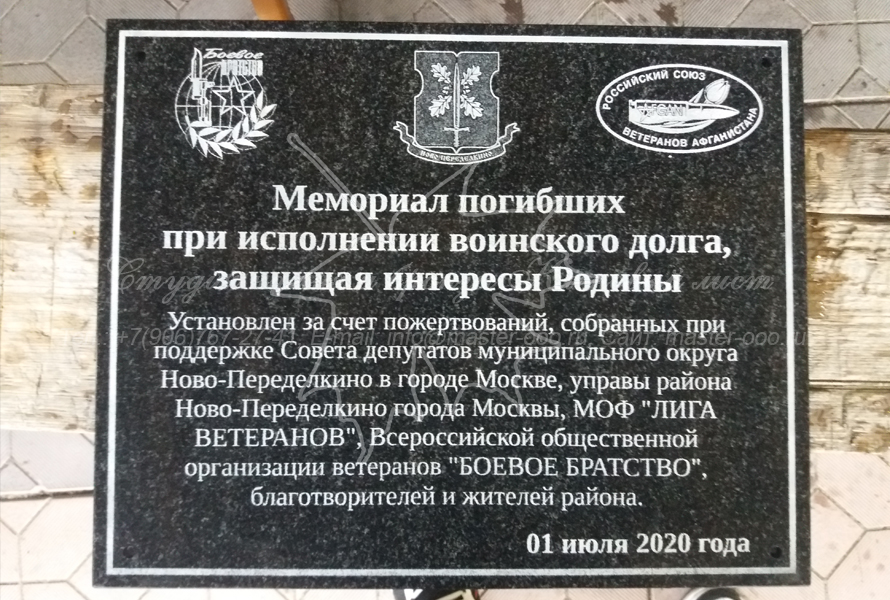 Боевое
БРАТСТВО
НОВО-ПЕРЕДЕЛКИНО
РОССИЙСКИЙ СОЮЗ
ВЕТЕРАНОВ АФГАНИСТАНА
Мемориал погибших
при исполнении воинского долга,
защищая интересы Родины
Установлен за счет пожертвований, собранных при
поддержке Совета депутатов муниципального округа
Ново-Переделкино в городе Москве, управы района
Ново-Переделкино города Москвы, МОФ "ЛИГА
ВЕТЕРАНОВ", Всероссийской общественной
организации ветеранов "БОЕВОЕ БРАТСТВО",
благотворителей и жителей района.
01 июля 2020 года